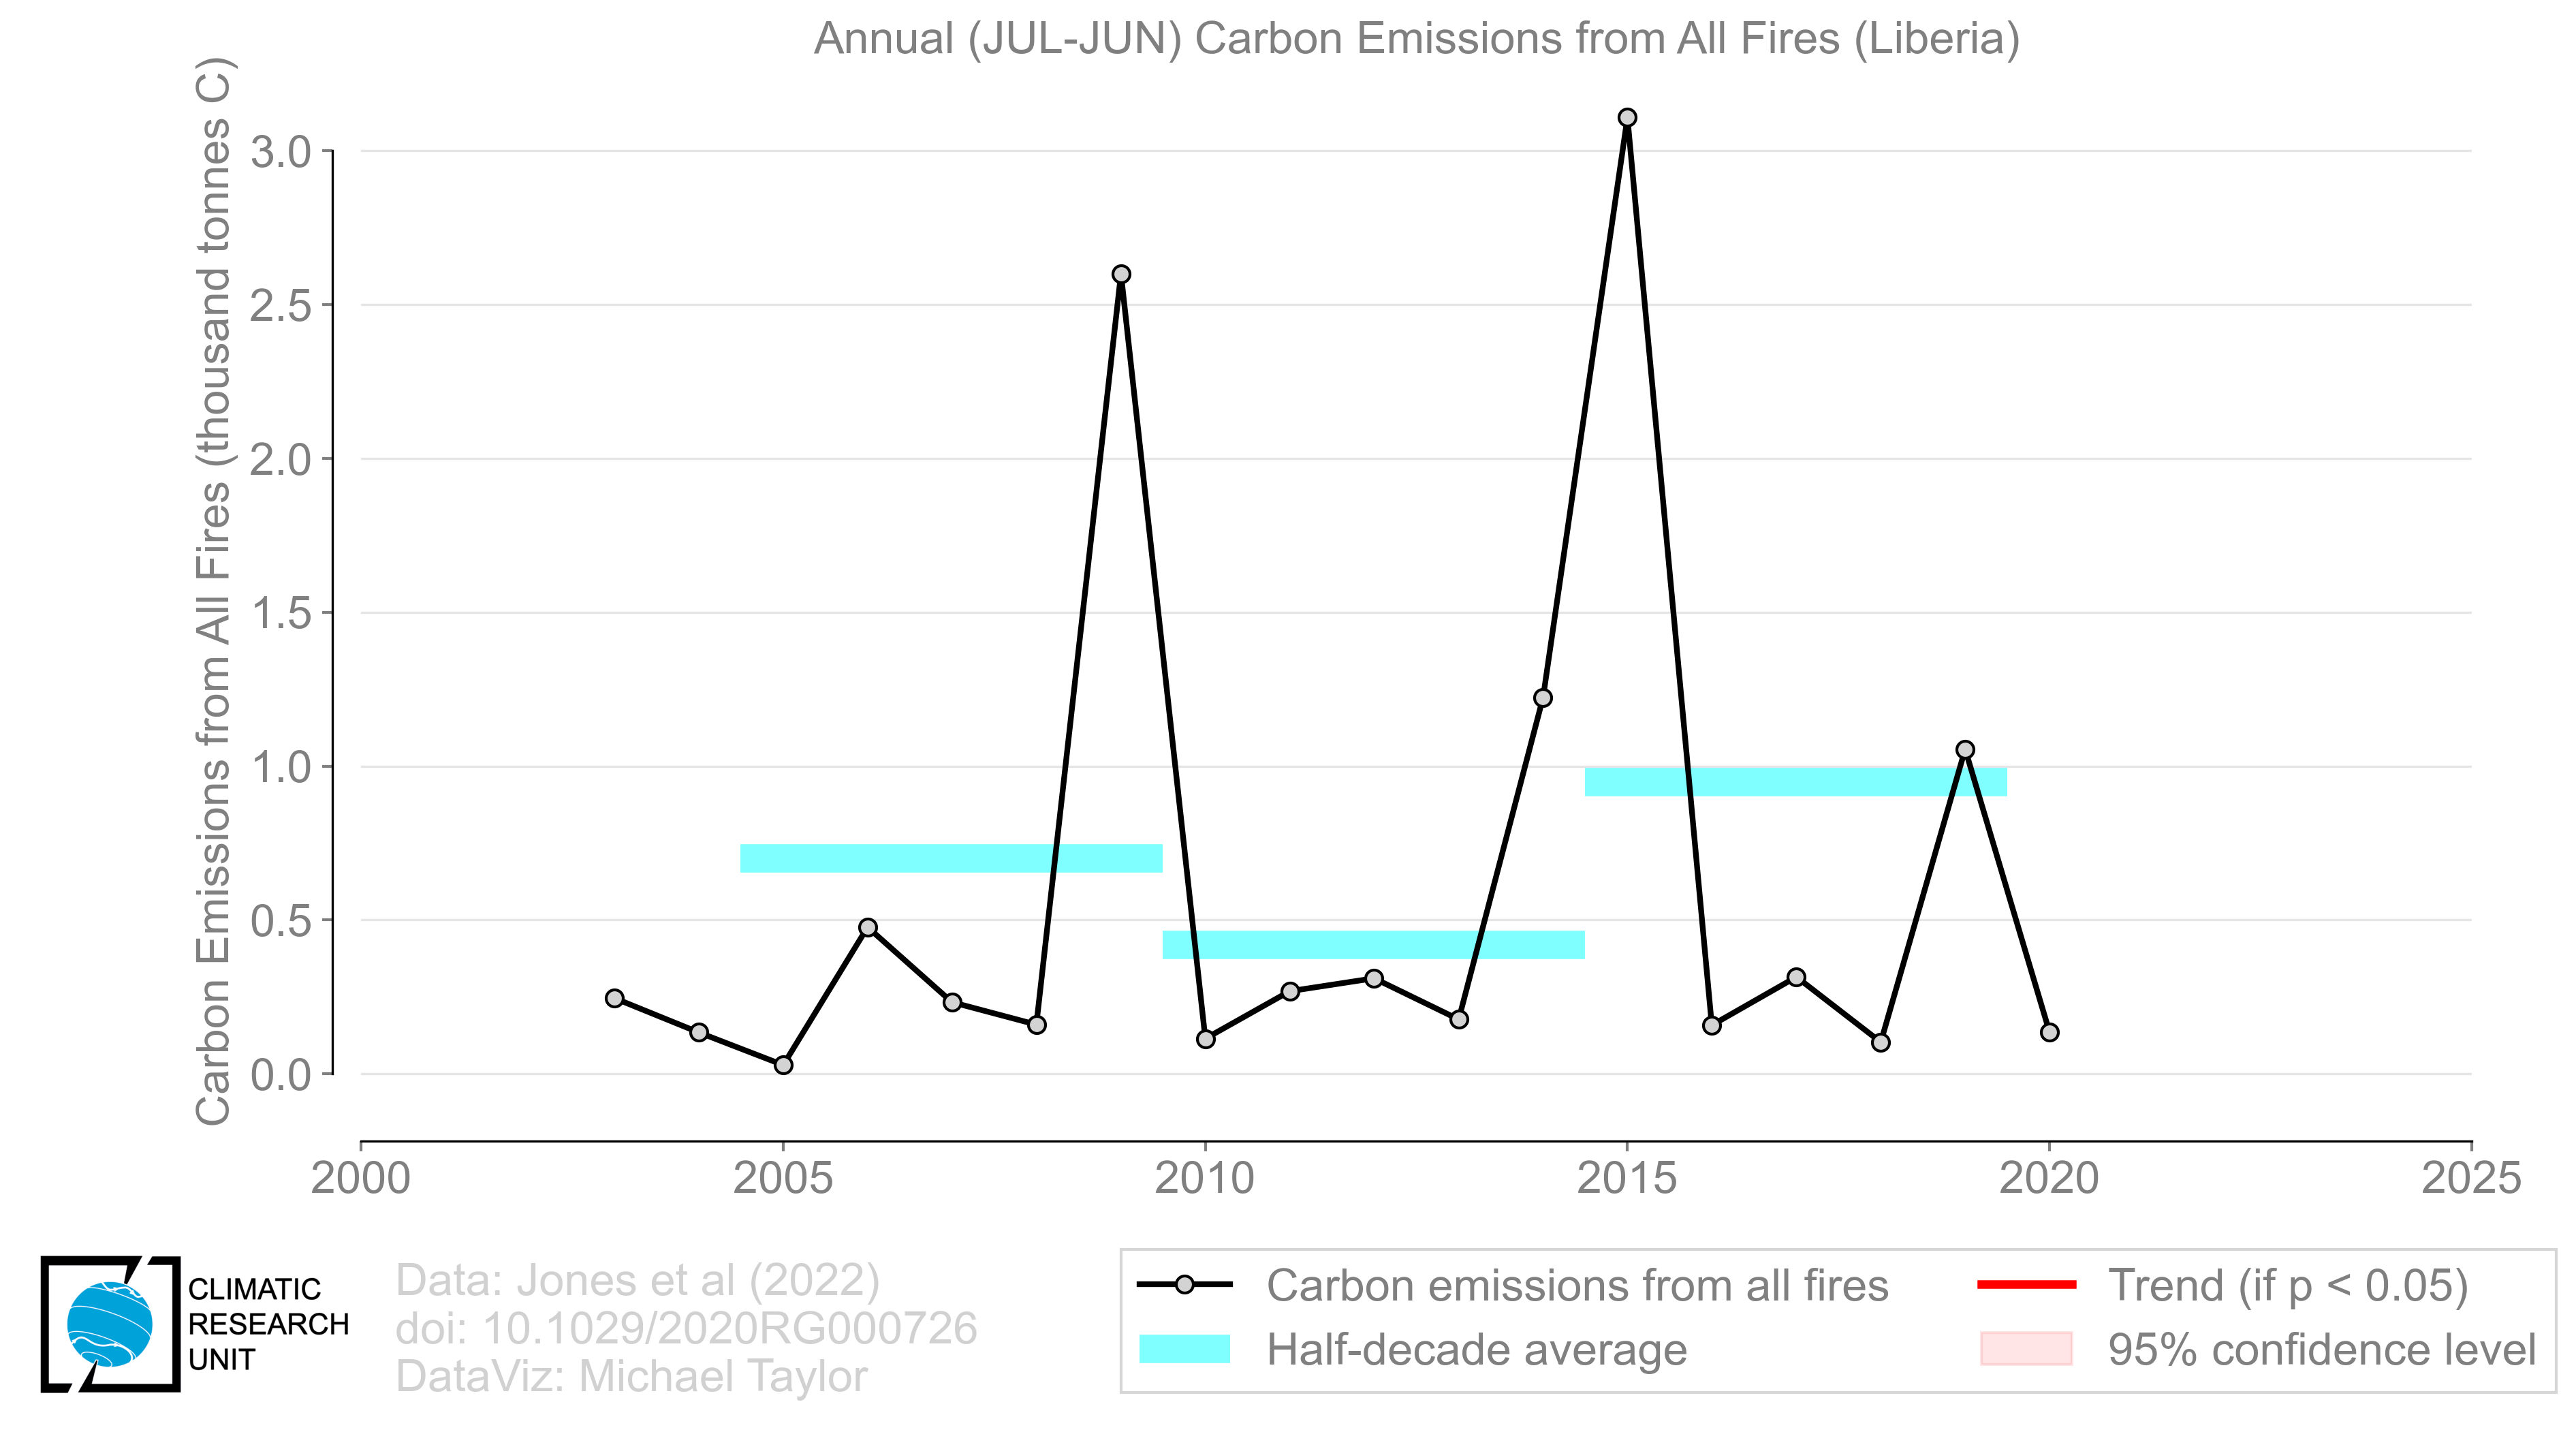 Annual (JUL-JUN) Carbon Emissions from All Fires (Liberia)
Carbon Emissions from All Fires (thousand tonnes C)
3.0
2.5
2.0
1.5
1.0
0.5
0.0
2000 2005 2010 2015 2020 2025
CLIMATIC
RESEARCH
UNIT
Data: Jones et al (2022)
doi: 10.1029/2020RG000726
DataViz: Michael Taylor
Carbon emissions from all fires
Half-decade average
Trend (if p < 0.05)
95% confidence level